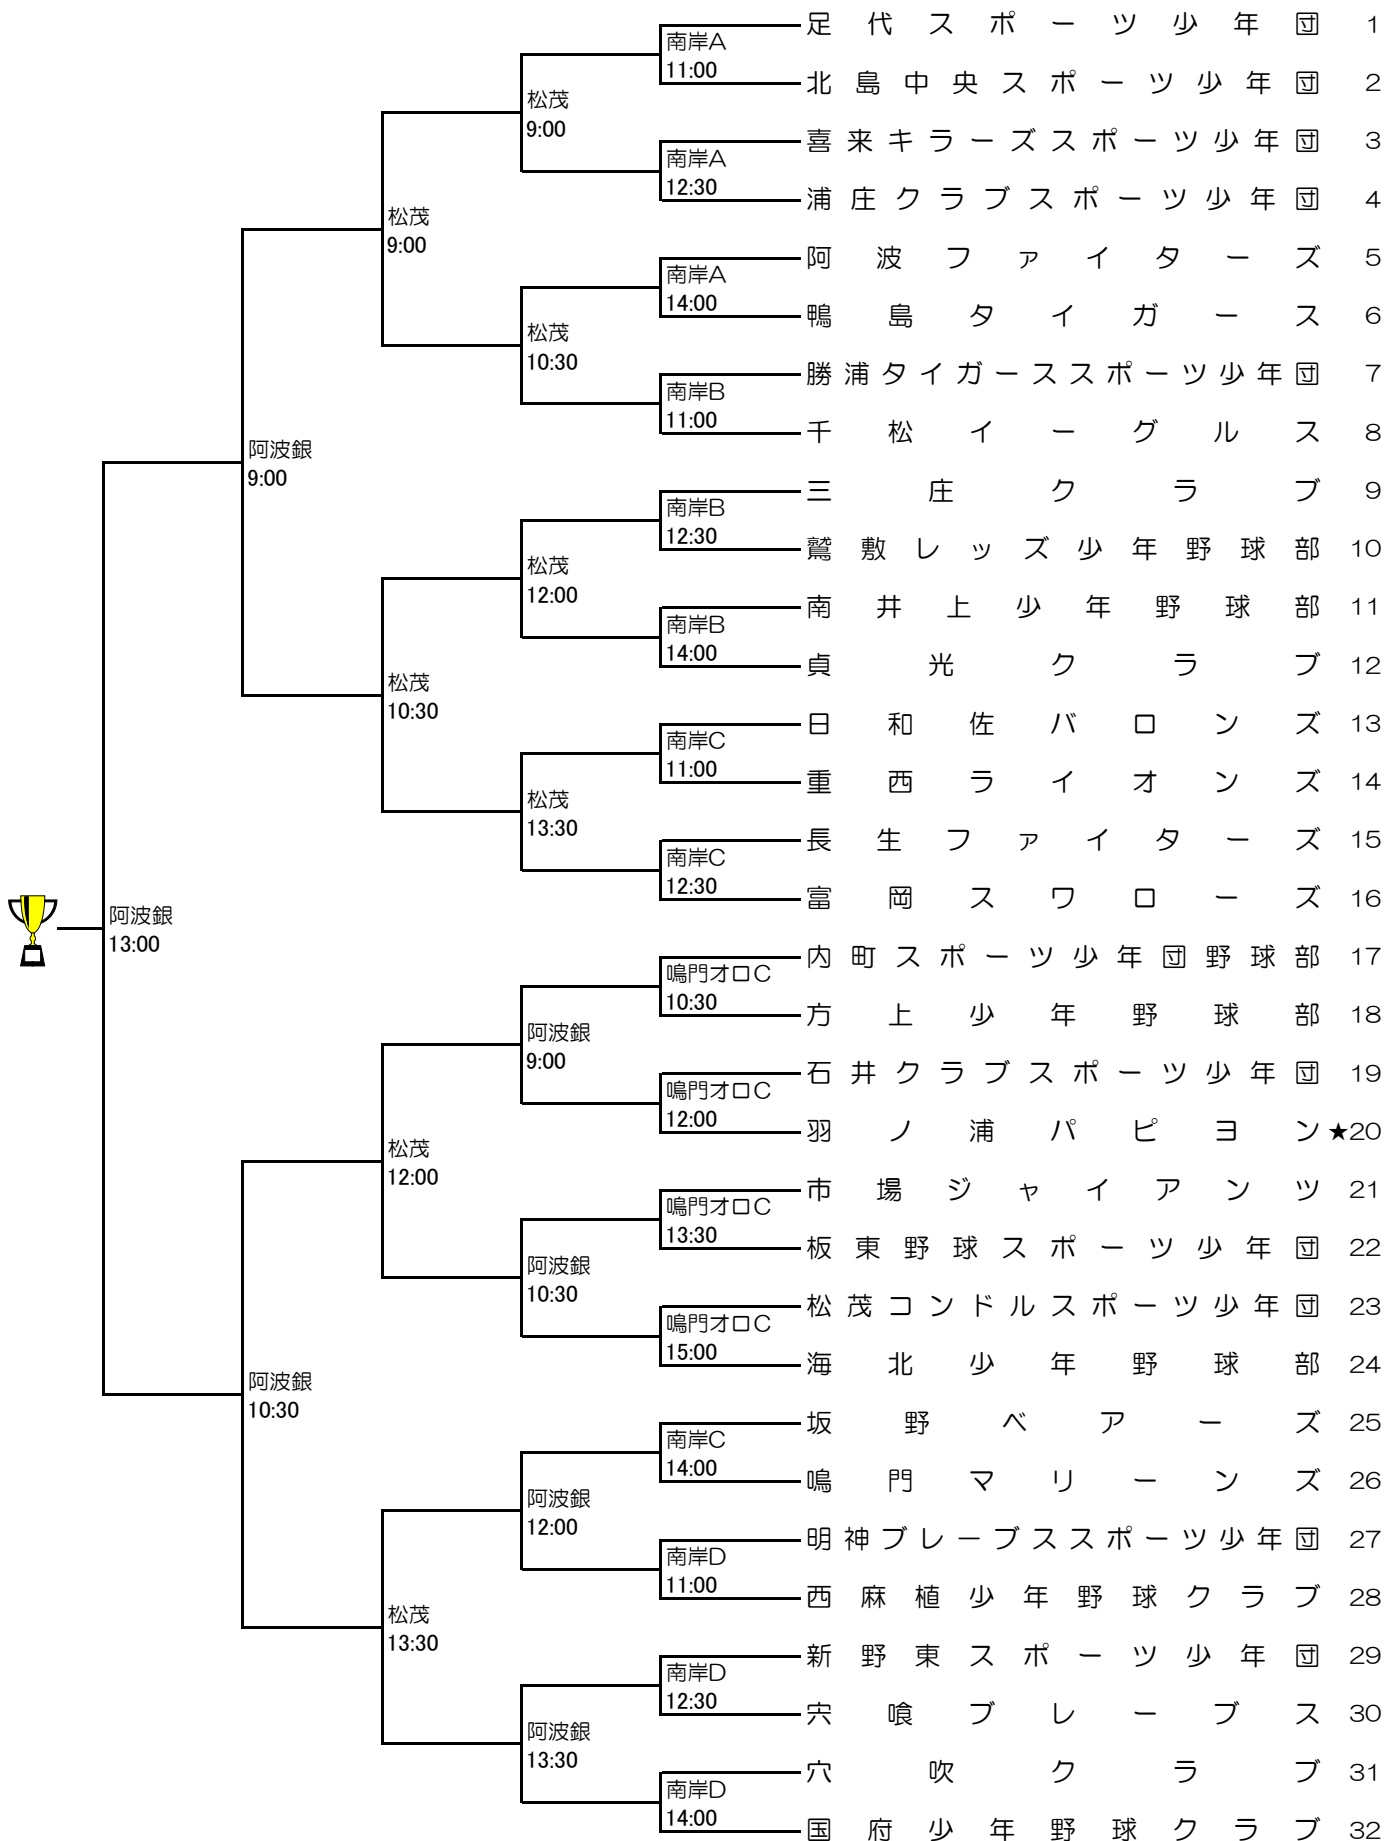 足代スポーツ少年団 1
南岸A
11:00
北島中央スポーツ少年団 2
松茂
9:00
喜来キラーズスポーツ少年団 3
南岸A
12:30
浦庄クラブスポーツ少年団 4
松茂
9:00
阿波ファイターズ 5
南岸A
14:00
鴨島タイガース 6
松茂
10:30
勝浦タイガーススポーツ少年団 7
南岸B
11:00
千松イーグルス 8
阿波銀
9:00
三庄クラブ 9
南岸B
12:30
鷲敷レッズ少年野球部 10
松茂
12:00
南井上少年野球部 11
南岸B
14:00
貞光クラブ 12
松茂
10:30
日和佐バロンズ 13
南岸C
11:00
重西ライオンズ 14
松茂
13:30
長生ファイターズ 15
南岸C
12:30
富岡スワローズ 16
阿波銀
13:00
内町スポーツ少年団野球部 17
鳴門オロC
10:30
方上少年野球部 18
阿波銀
9:00
石井クラブスポーツ少年団 19
鳴門オロC
12:00
羽ノ浦パピヨン ★20
松茂
12:00
市場ジャイアンツ 21
鳴門オロC
13:30
板東野球スポーツ少年団 22
阿波銀
10:30
松茂コンドルスポーツ少年団 23
鳴門オロC
15:00
海北少年野球部 24
阿波銀
10:30
坂野ベアーズ 25
南岸C
14:00
鳴門マリーンズ 26
阿波銀
12:00
明神ブレーブススポーツ少年団 27
南岸D
11:00
西麻植少年野球クラブ 28
松茂
13:30
新野東スポーツ少年団 29
南岸D
12:30
宍喰ブレーブス 30
阿波銀
13:30
穴吹クラブ 31
南岸D
14:00
国府少年野球クラブ 32